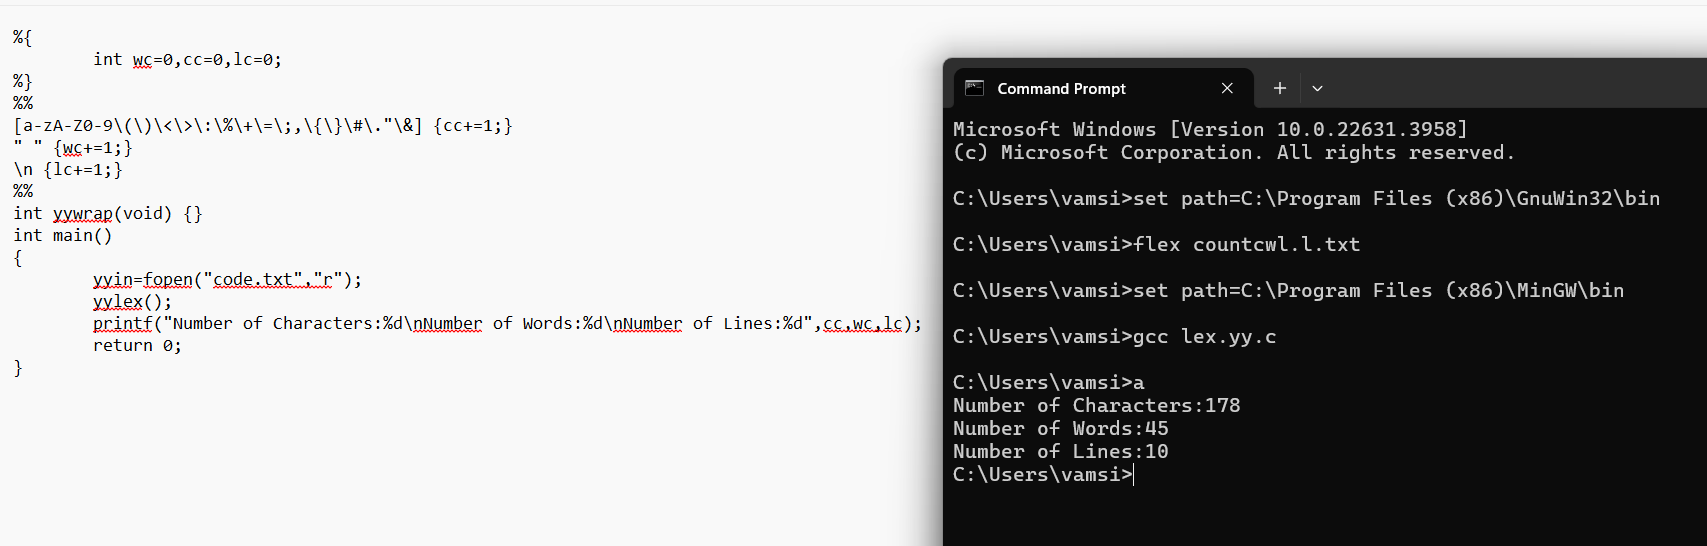 %{
int wc=0,cc=0,lc=0;
%}
%%
[a-zA-Z0-9\(\)\<\>\:\%\+\=\;,\{\}\#\."\&] {cc+=1;}
" " {wc+=1;}
\n {lc+=1;}
%%
int yywrap(void) {}
int main()
{
yyin=fopen("code.txt","r");
yylex();
printf("Number of Characters:%d\nNumber of Words:%d\nNumber of Lines:%d",cc,wc,lc);
return 0;
}
Command Prompt
Microsoft Windows [Version 10.0.22631.3958]
(c) Microsoft Corporation. All rights reserved.
C:\Users\vamsi>set path=C:\Program Files (x86)\GnuWin32\bin
C:\Users\vamsi>flex countcwl.l.txt
C:\Users\vamsi>set path=C:\Program Files (x86)\MinGW\bin
C:\Users\vamsi>gcc lex.yy.c
C:\Users\vamsi>a
Number of Characters:178
Number of Words:45
Number of Lines:10
C:\Users\vamsi>